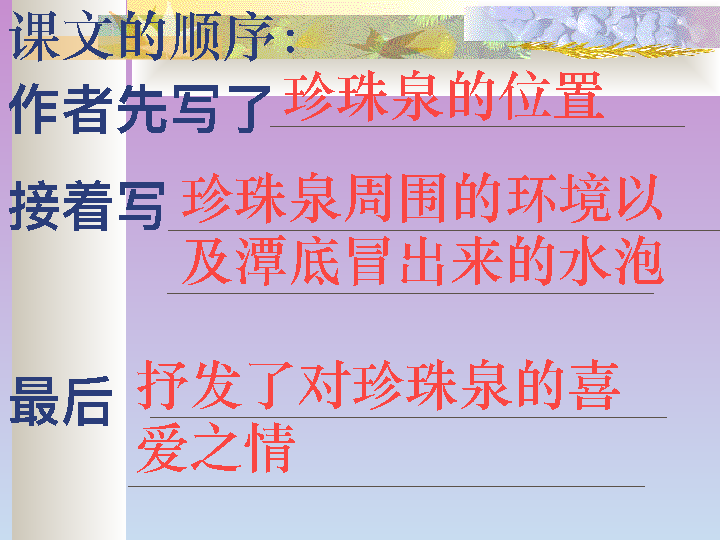 课文的顺序：
作者先写了珍珠泉的位置
接着写珍珠泉周围的环境以
及潭底冒出来的水泡
最后抒发了对珍珠泉的喜
爱之情